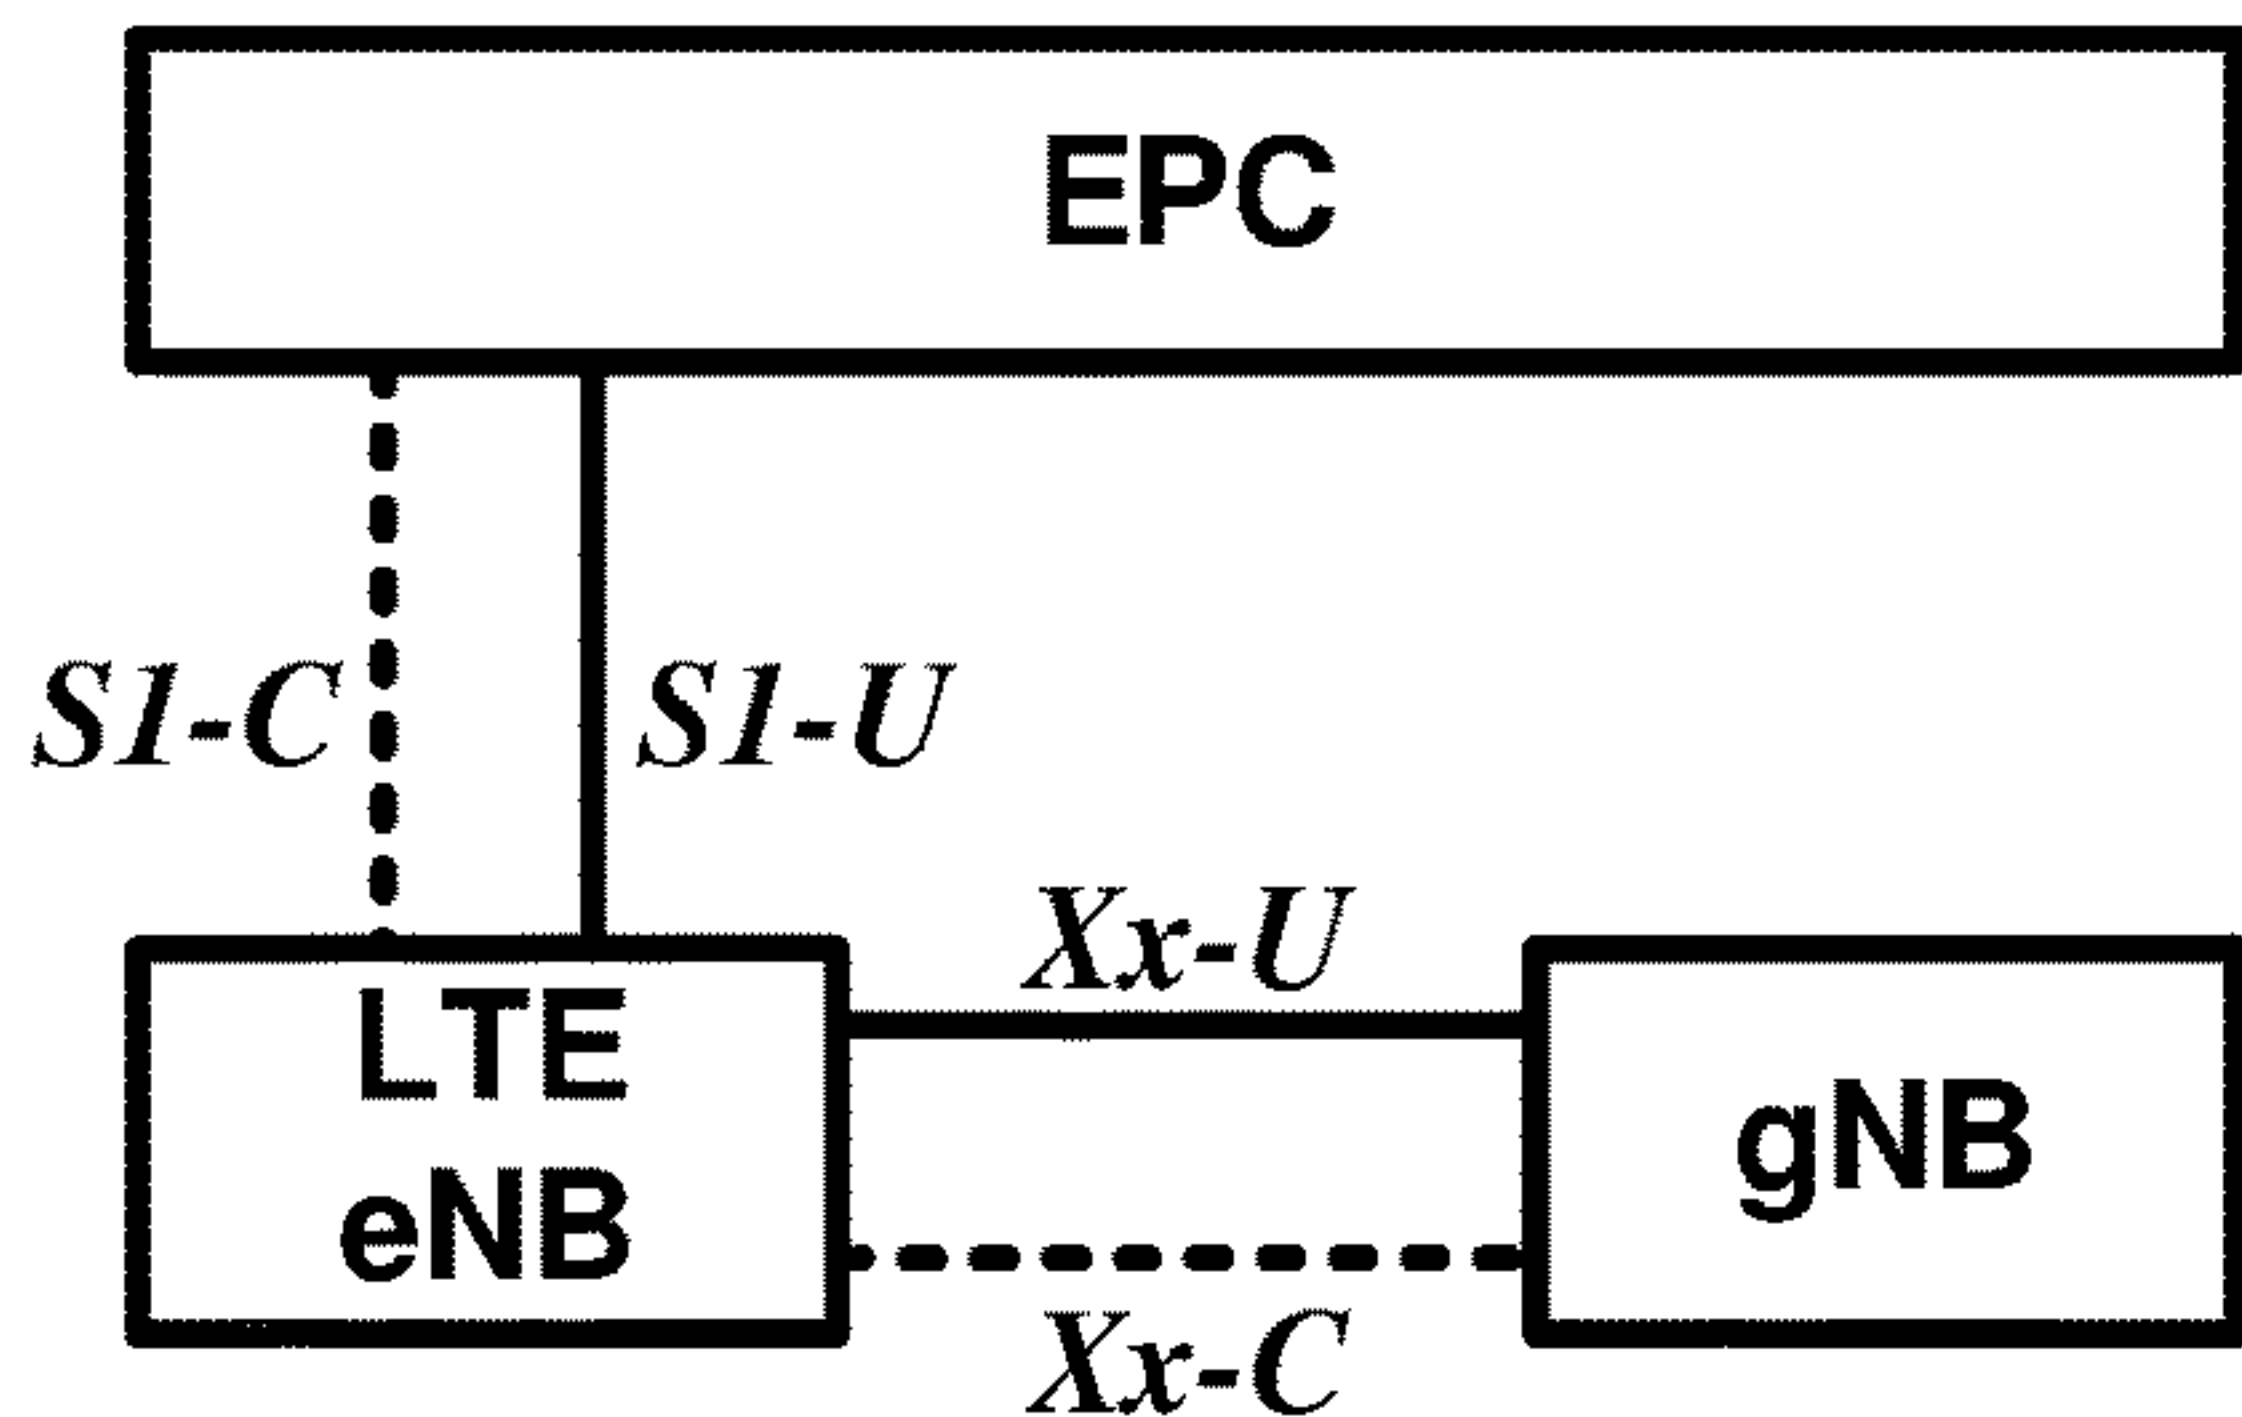 EPC
S1-C
S1-U
Xx-U
LTE
eNB
gNB
Xx-C